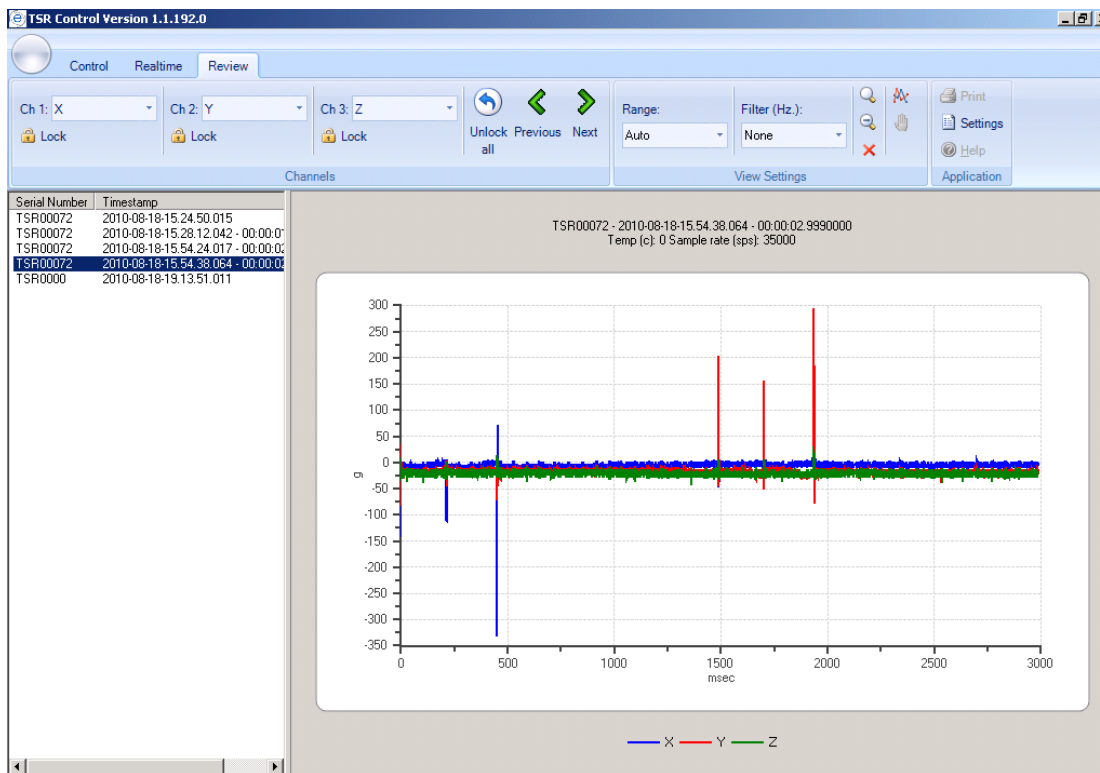 TSR Control Version 1.1.192.0
Control Realtime Review
Ch 1: X Ch 2: Y Ch 3: Z
Lock Lock Lock
Unlock all Previous Next
Range: Filter (Hz.):
Auto None
Print
Settings
Help
Channels View Settings Application
Serial Number Timestamp
TSR00072 2010-08-18-15.24.50.015
TSR00072 2010-08-18-15.28.12.042 - 00:00:0
TSR00072 2010-08-18-15.54.24.017 - 00:00:02
TSR00072 2010-08-18-15.54.38.064 - 00:00:02
TSR0000 2010-08-18-19.13.51.011
TSR00072 - 2010-08-18-15.54.38.064 - 00:00:02.9990000
Temp (c): 0 Sample rate (sps): 35000
300
250
200
150
100
50
0
-50
-100
-150
-200
-250
-300
-350
g
0 500 1000 1500 2000 2500 3000
msec
X Y Z